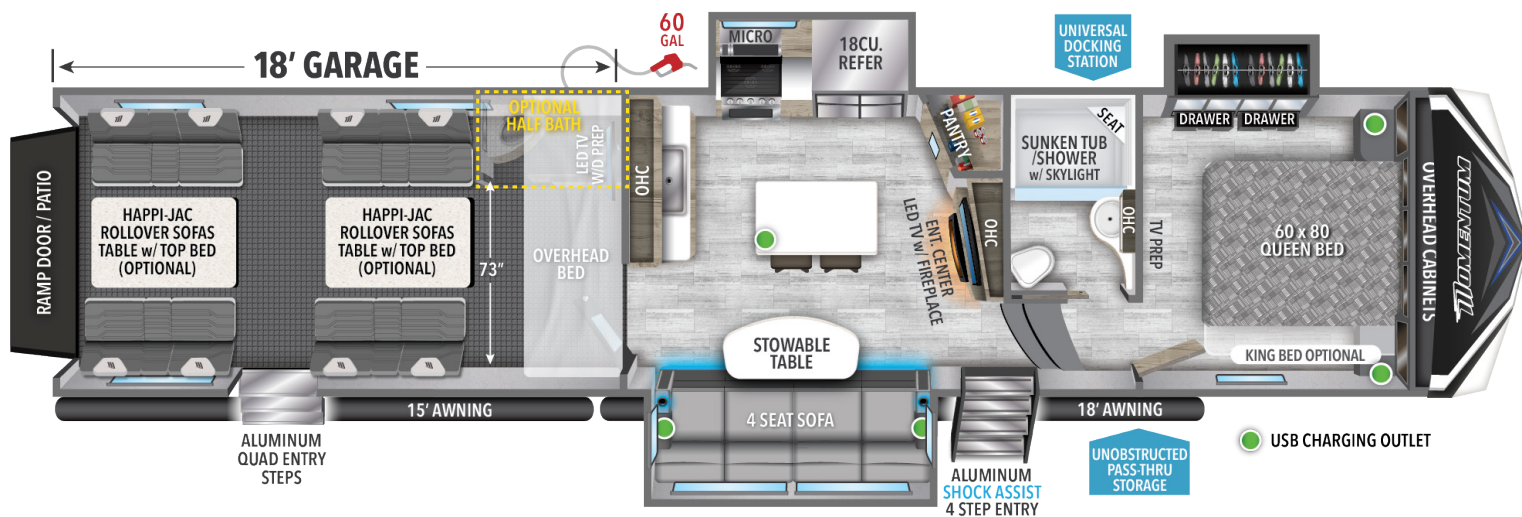 18' GARAGE
60
GAL
MICRO
18CU.
REFER
UNIVERSAL
DOCKING
STATION
OPTIONAL
HALF BATH
LED TV
W/D PREP
OHC
PANTRY
SEAT
SUNKEN TUB
/SHOWER
w/ SKYLIGHT
DRAWER
DRAWER
RAMP DOOR / PATIO
HAPPI-JAC
ROLLOVER SOFAS
TABLE w/ TOP BED
(OPTIONAL)
HAPPI-JAC
ROLLOVER SOFAS
TABLE w/ TOP BED
(OPTIONAL)
73"
OVERHEAD
BED
ENT. CENTER
LED TV w/ FIREPLACE
OHC
OHC
TV PREP
60 x 80
QUEEN BED
OVERHEAD CABINETS
MOMENTUM
STOWABLE
TABLE
KING BED OPTIONAL
15' AWNING
4 SEAT SOFA
18' AWNING
ALUMINUM
QUAD ENTRY
STEPS
ALUMINUM
SHOCK ASSIST
4 STEP ENTRY
UNOBSTRUCTED
PASS-THRU
STORAGE
USB CHARGING OUTLET